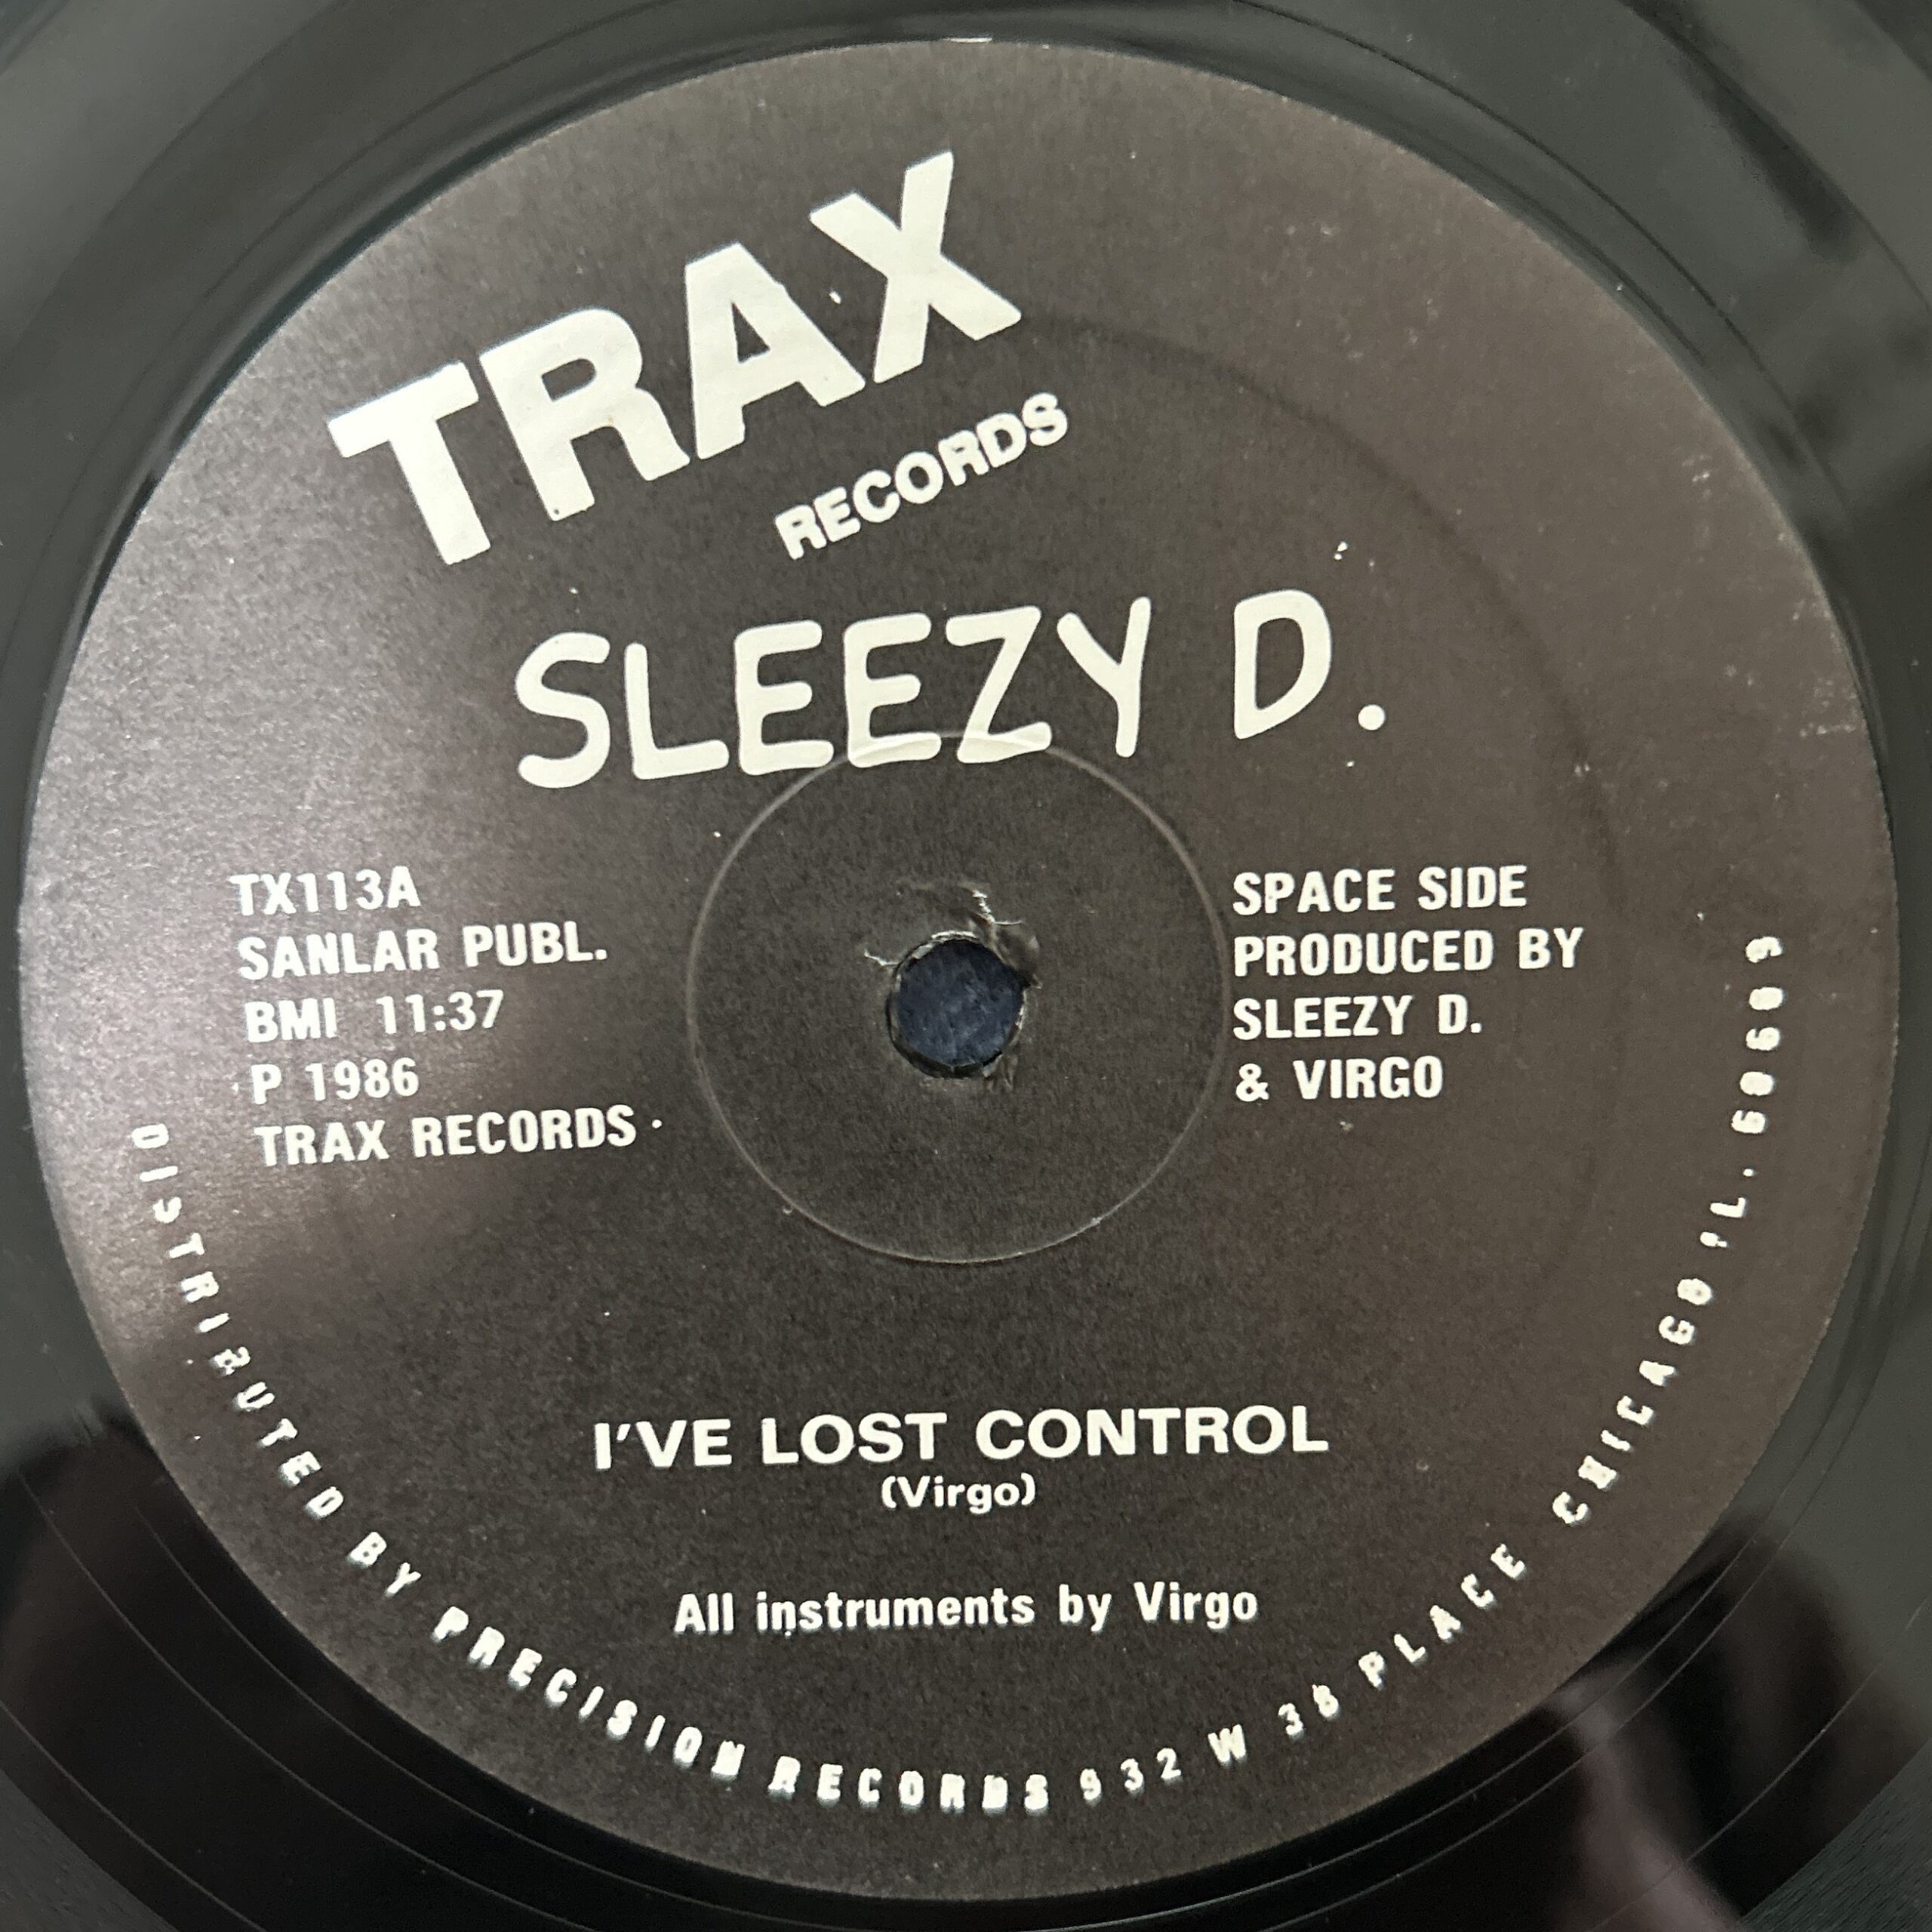 TRAX
RECORDS
SLEEZY D.
TX113A
SANLAR PUBL.
BMI 11:37
P 1986
TRAX RECORDS
SPACE SIDE
PRODUCED BY
SLEEZY D.
& VIRGO
I'VE LOST CONTROL
(Virgo)
All instruments by Virgo
DISTRIBUTED BY PRECISION RECORDS 932 W 38 PLACE CHICAGO IL. 60609